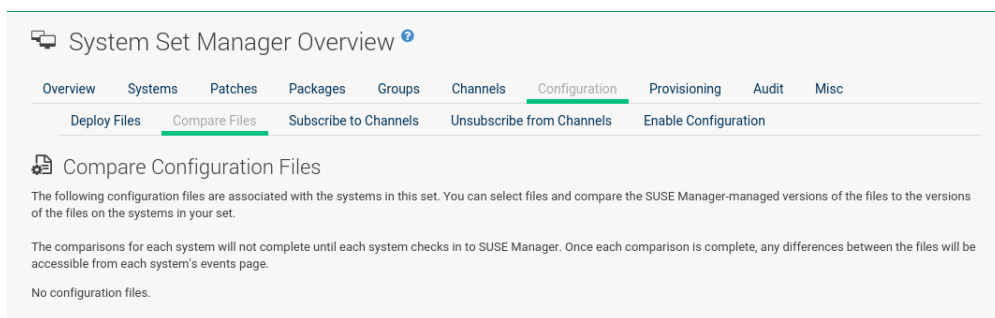 System Set Manager Overview ?
Overview Systems Patches Packages Groups Channels Configuration Provisioning Audit Misc
Deploy Files Compare Files Subscribe to Channels Unsubscribe from Channels Enable Configuration
Compare Configuration Files
The following configuration files are associated with the systems in this set. You can select files and compare the SUSE Manager-managed versions of the files to the versions
of the files on the systems in your set.
The comparisons for each system will not complete until each system checks in to SUSE Manager. Once each comparison is complete, any differences between the files will be
accessible from each system's events page.
No configuration files.